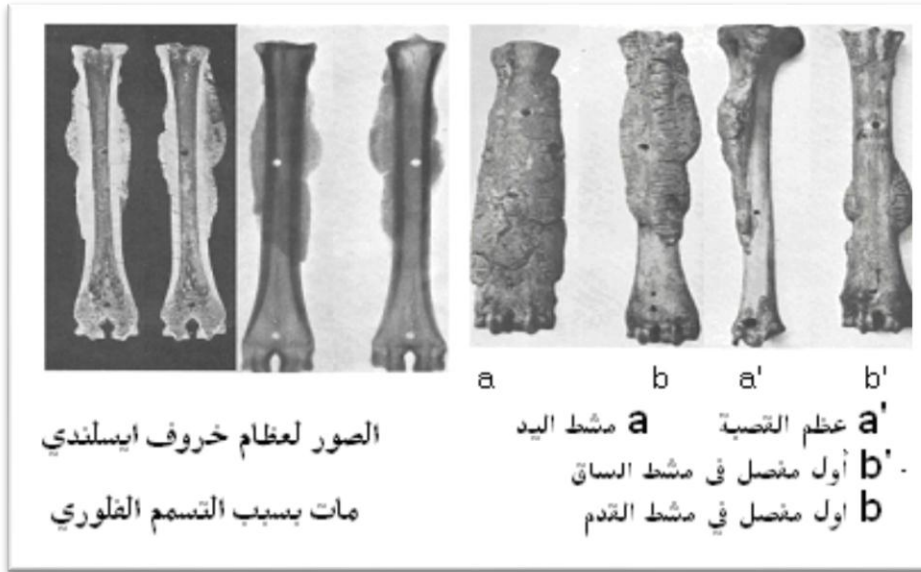 a b a' b'
a' عظم القصبة a مشط اليد
b' أول مفصل في مشط الساق
b اول مفصل في مشط القدم
الصور لعظام خروف ايسلندي
مات بسبب التسمم الفلوري